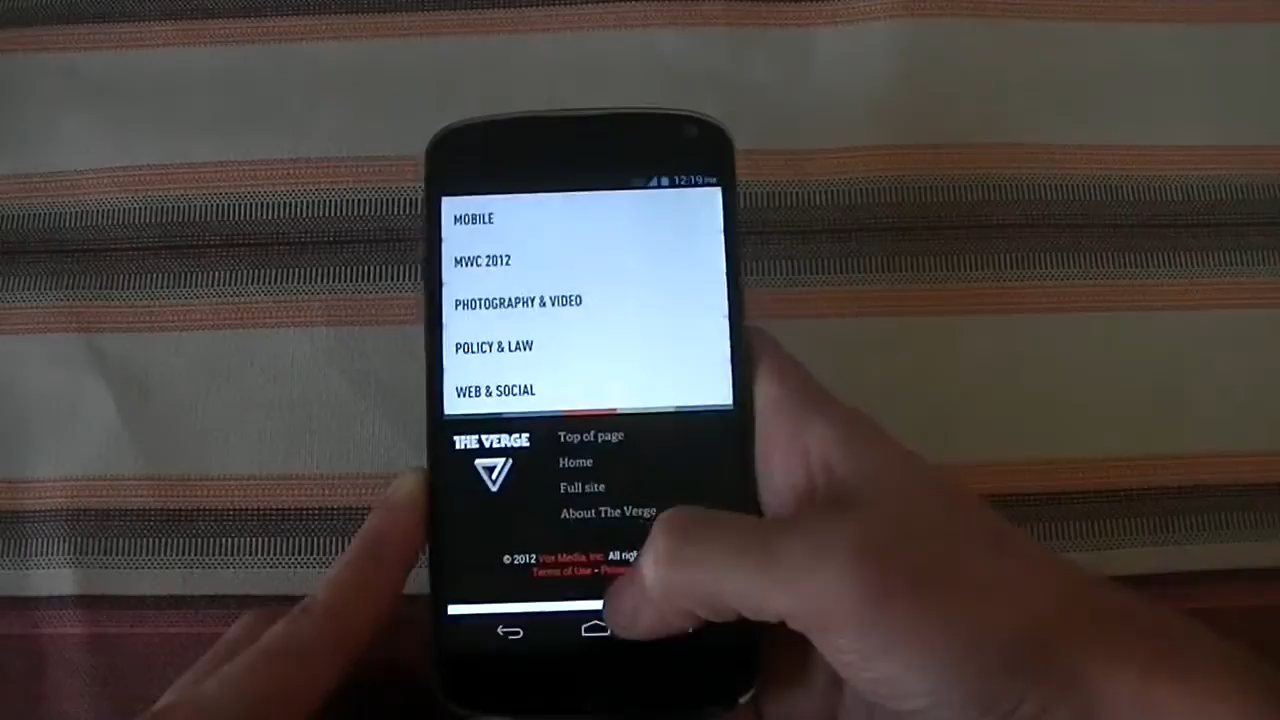 12:19 PM
MOBILE
MWC 2012
PHOTOGRAPHY & VIDEO
POLICY & LAW
WEB & SOCIAL
THE VERGE
Top of page
Home
Full site
About The Verge
© 2012 Vox Media, Inc. All
Terms of Use -